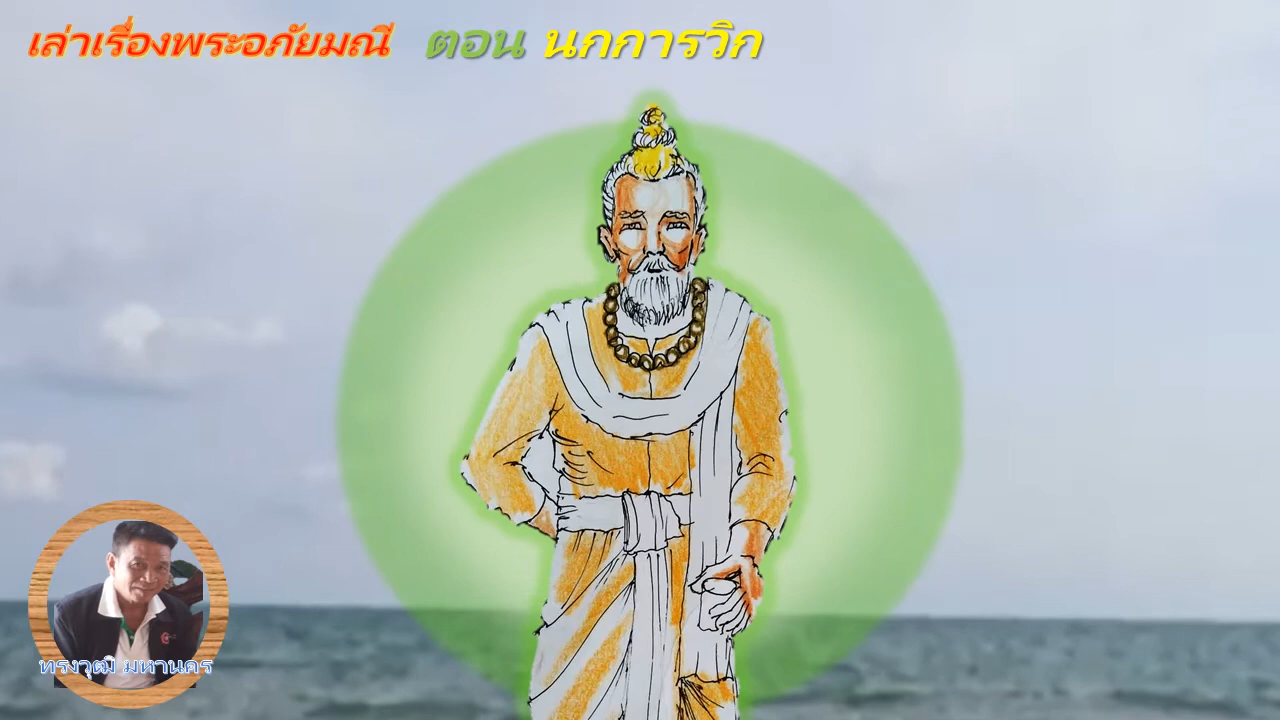 เล่าเรื่องพระอภัยมณี ตอน นกการวิก
ทรงวุฒิ มหานคร